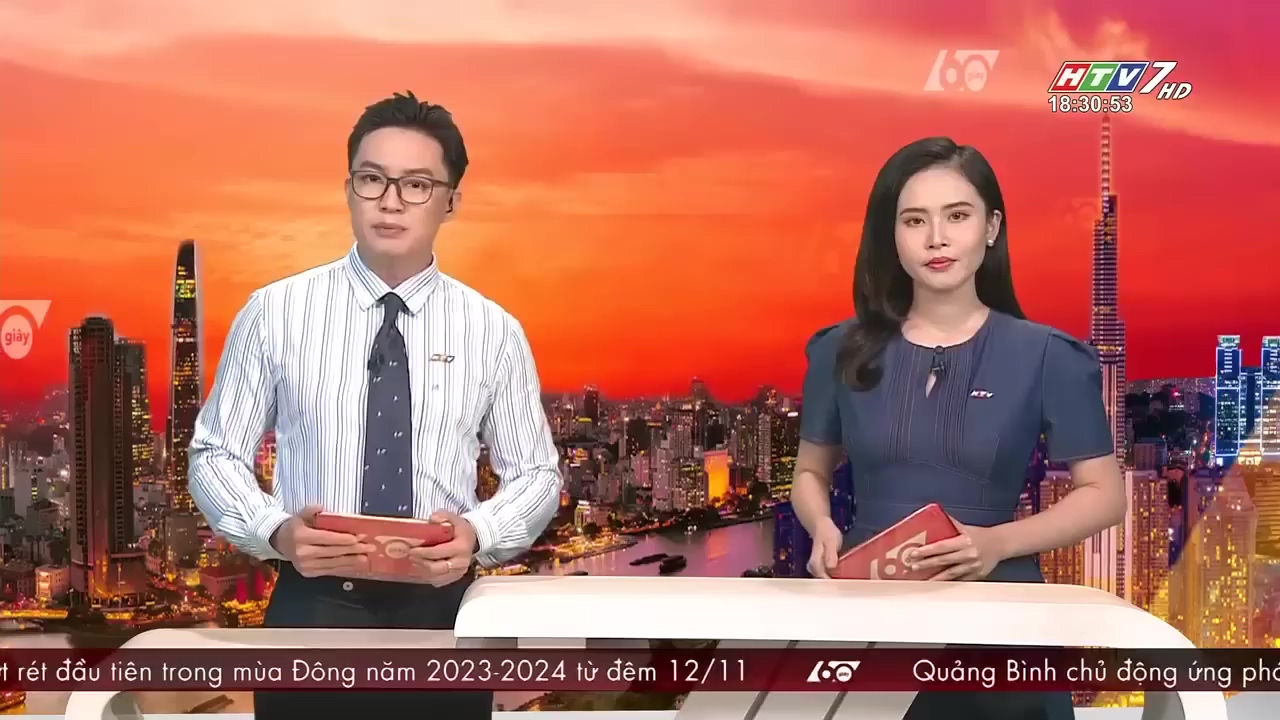 60 giây
HTV7 HD
18:30:53
giây
HTV
rét đầu tiên trong mùa Đông năm 2023-2024 từ đêm 12/11 60 giây Quảng Bình chủ động ứng